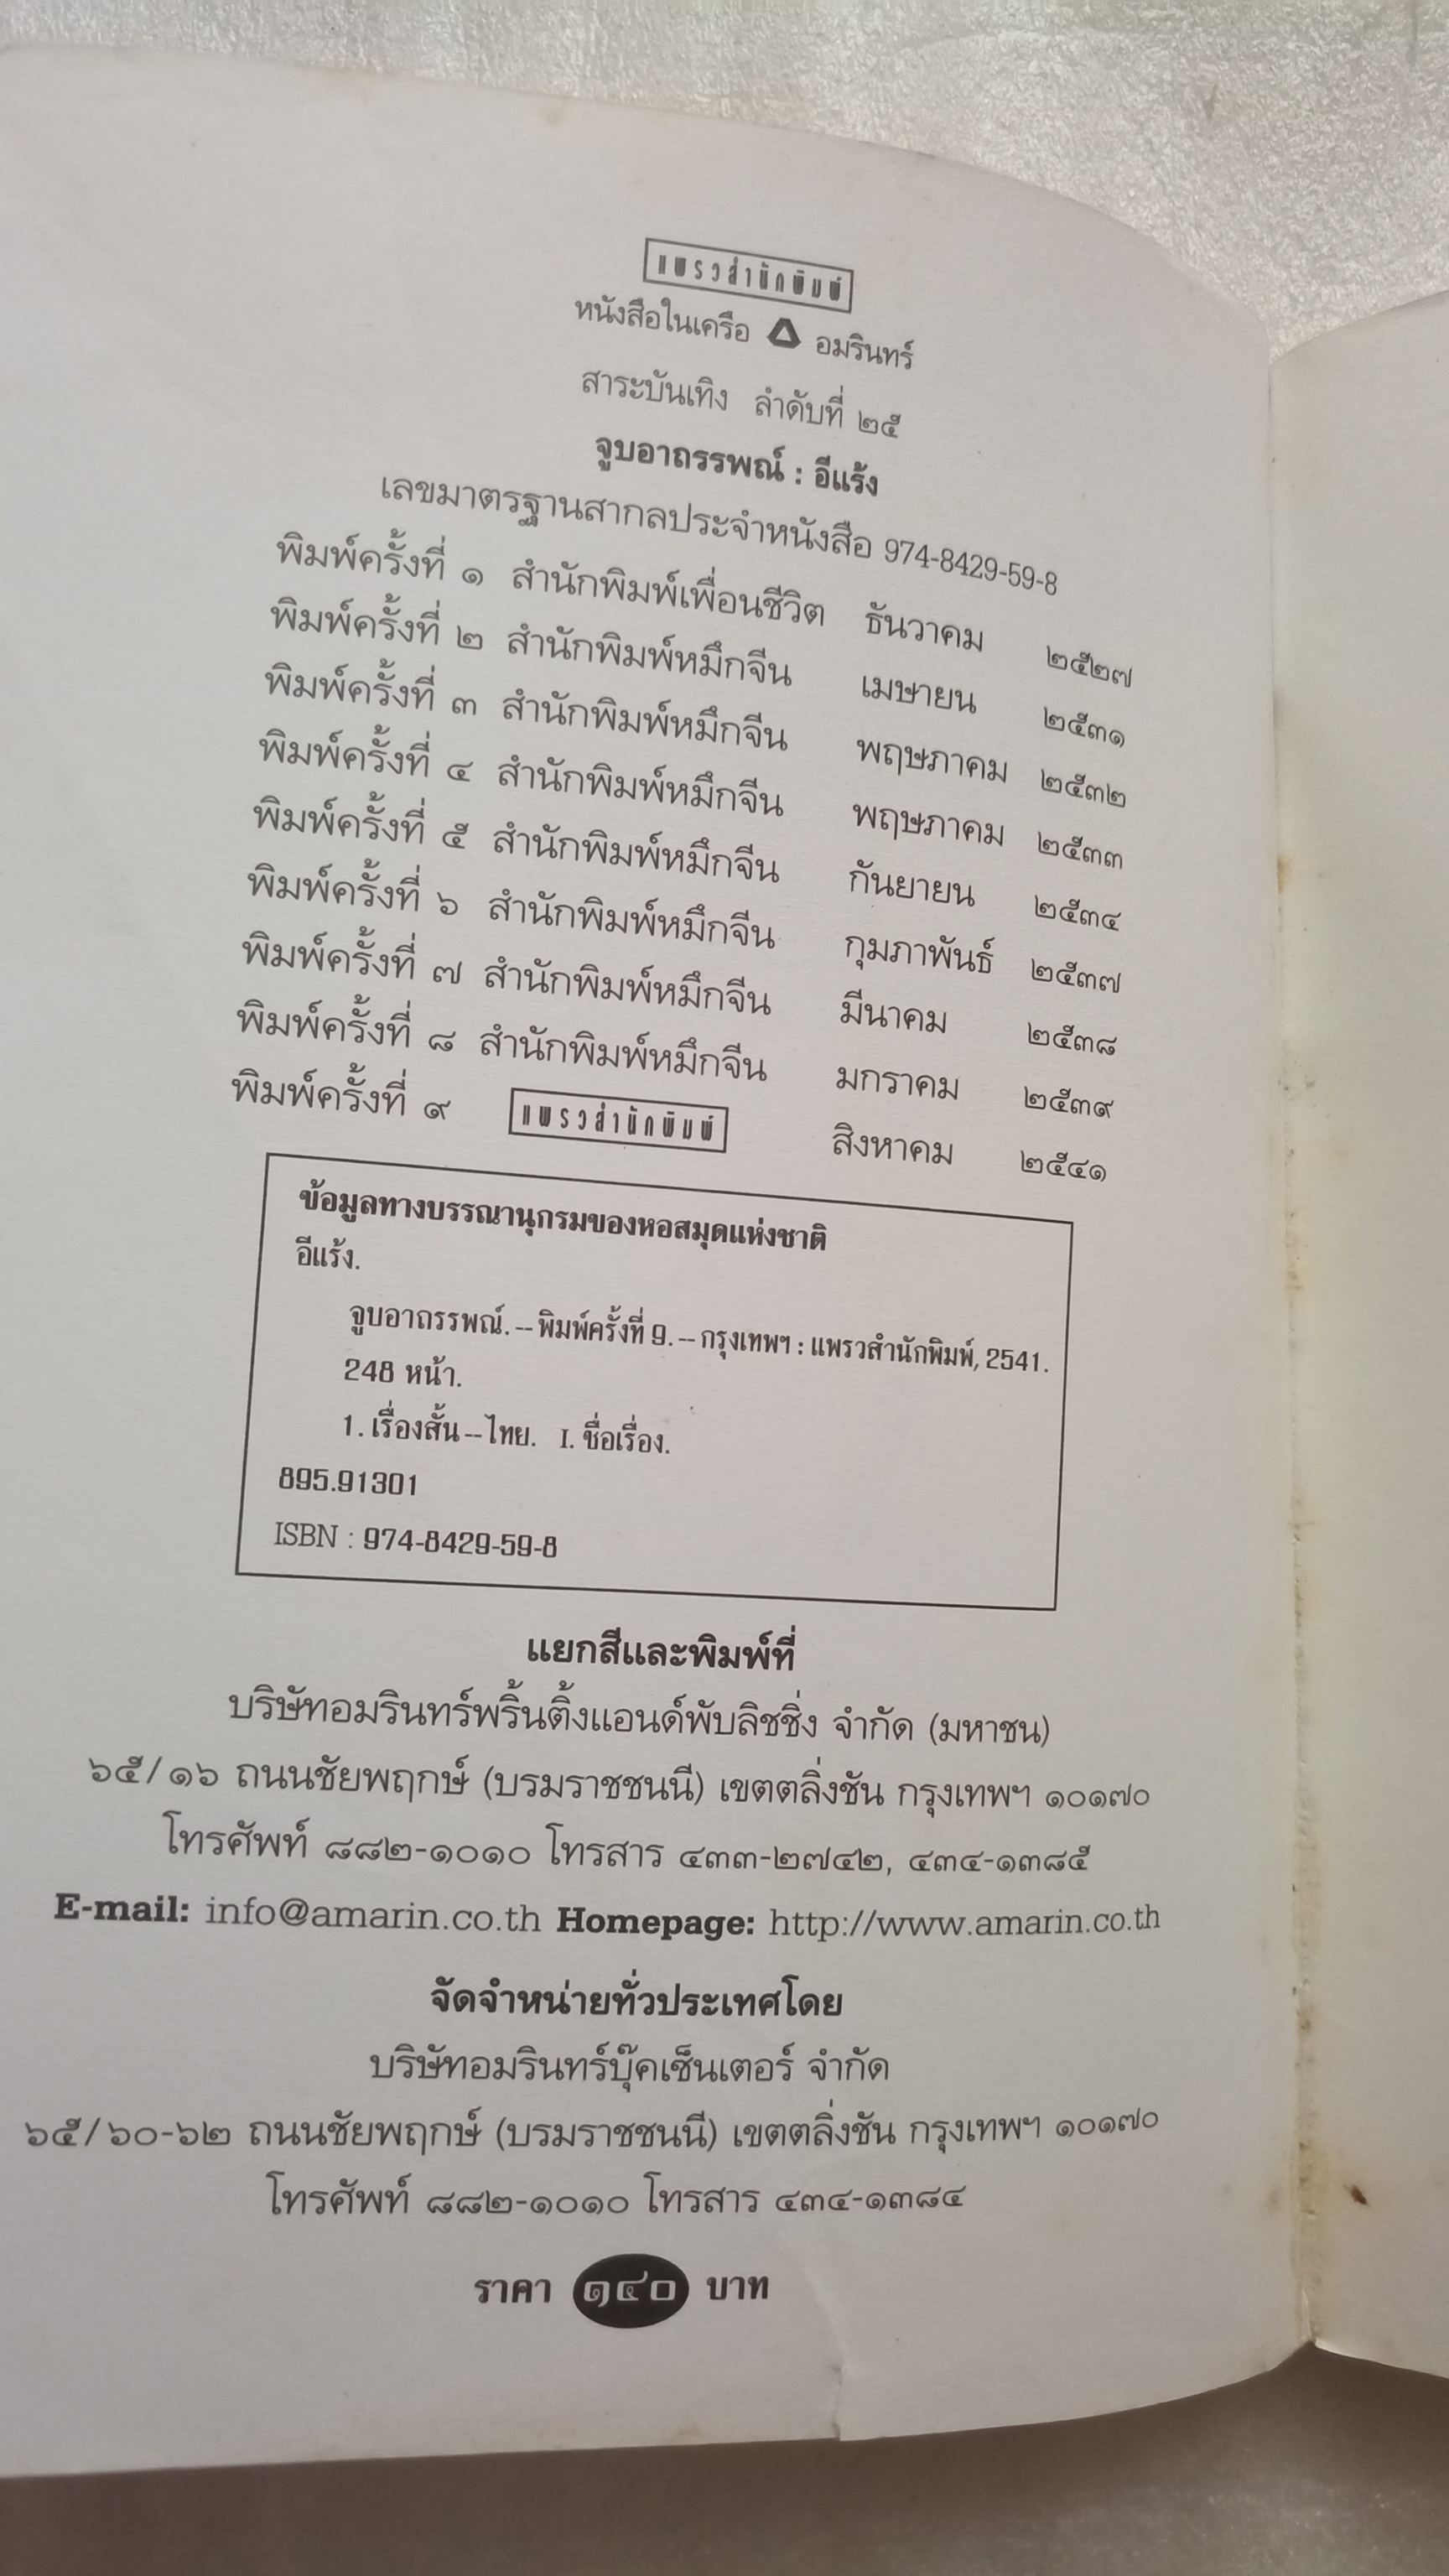 แพรวสำนักพิมพ์
หนังสือในเครือ อมรินทร์
สาระบันเทิง ลำดับที่ ๒๕
จูบอาถรรพณ์ : อีแร้ง
เลขมาตรฐานสากลประจำหนังสือ 974-8429-59-8
พิมพ์ครั้งที่ ๑ สำนักพิมพ์เพื่อนชีวิต ธันวาคม ๒๕๒๗
พิมพ์ครั้งที่ ๒ สำนักพิมพ์หมึกจีน เมษายน ๒๕๓๑
พิมพ์ครั้งที่ ๓ สำนักพิมพ์หมึกจีน พฤษภาคม ๒๕๓๒
พิมพ์ครั้งที่ ๔ สำนักพิมพ์หมึกจีน พฤษภาคม ๒๕๓๓
พิมพ์ครั้งที่ ๕ สำนักพิมพ์หมึกจีน กันยายน ๒๕๓๔
พิมพ์ครั้งที่ ๖ สำนักพิมพ์หมึกจีน กุมภาพันธ์ ๒๕๓๗
พิมพ์ครั้งที่ ๗ สำนักพิมพ์หมึกจีน มีนาคม ๒๕๓๘
พิมพ์ครั้งที่ ๘ สำนักพิมพ์หมึกจีน มกราคม ๒๕๓๙
พิมพ์ครั้งที่ ๙ แพรวสำนักพิมพ์ สิงหาคม ๒๕๔๑
ข้อมูลทางบรรณานุกรมของหอสมุดแห่งชาติ
อีแร้ง.
จูบอาถรรพณ์. -- พิมพ์ครั้งที่ 9. -- กรุงเทพฯ : แพรวสำนักพิมพ์, 2541.
248 หน้า.
1. เรื่องสั้น -- ไทย. I. ชื่อเรื่อง.
895.91301
ISBN : 974-8429-59-8
แยกสีและพิมพ์ที่
บริษัทอมรินทร์พริ้นติ้งแอนด์พับลิชชิ่ง จำกัด (มหาชน)
๖๕/๑๖ ถนนชัยพฤกษ์ (บรมราชชนนี) เขตตลิ่งชัน กรุงเทพฯ ๑๐๑๗๐
โทรศัพท์ ๘๘๒-๑๐๑๐ โทรสาร ๔๓๓-๒๗๔๒, ๔๓๔-๑๓๘๕
E-mail: info@amarin.co.th Homepage: http://www.amarin.co.th
จัดจำหน่ายทั่วประเทศโดย
บริษัทอมรินทร์บุ๊คเซ็นเตอร์ จำกัด
๖๕/๖๐-๖๒ ถนนชัยพฤกษ์ (บรมราชชนนี) เขตตลิ่งชัน กรุงเทพฯ ๑๐๑๗๐
โทรศัพท์ ๘๘๒-๑๐๑๐ โทรสาร ๔๓๔-๑๓๘๔
ราคา ๑๔๐ บาท